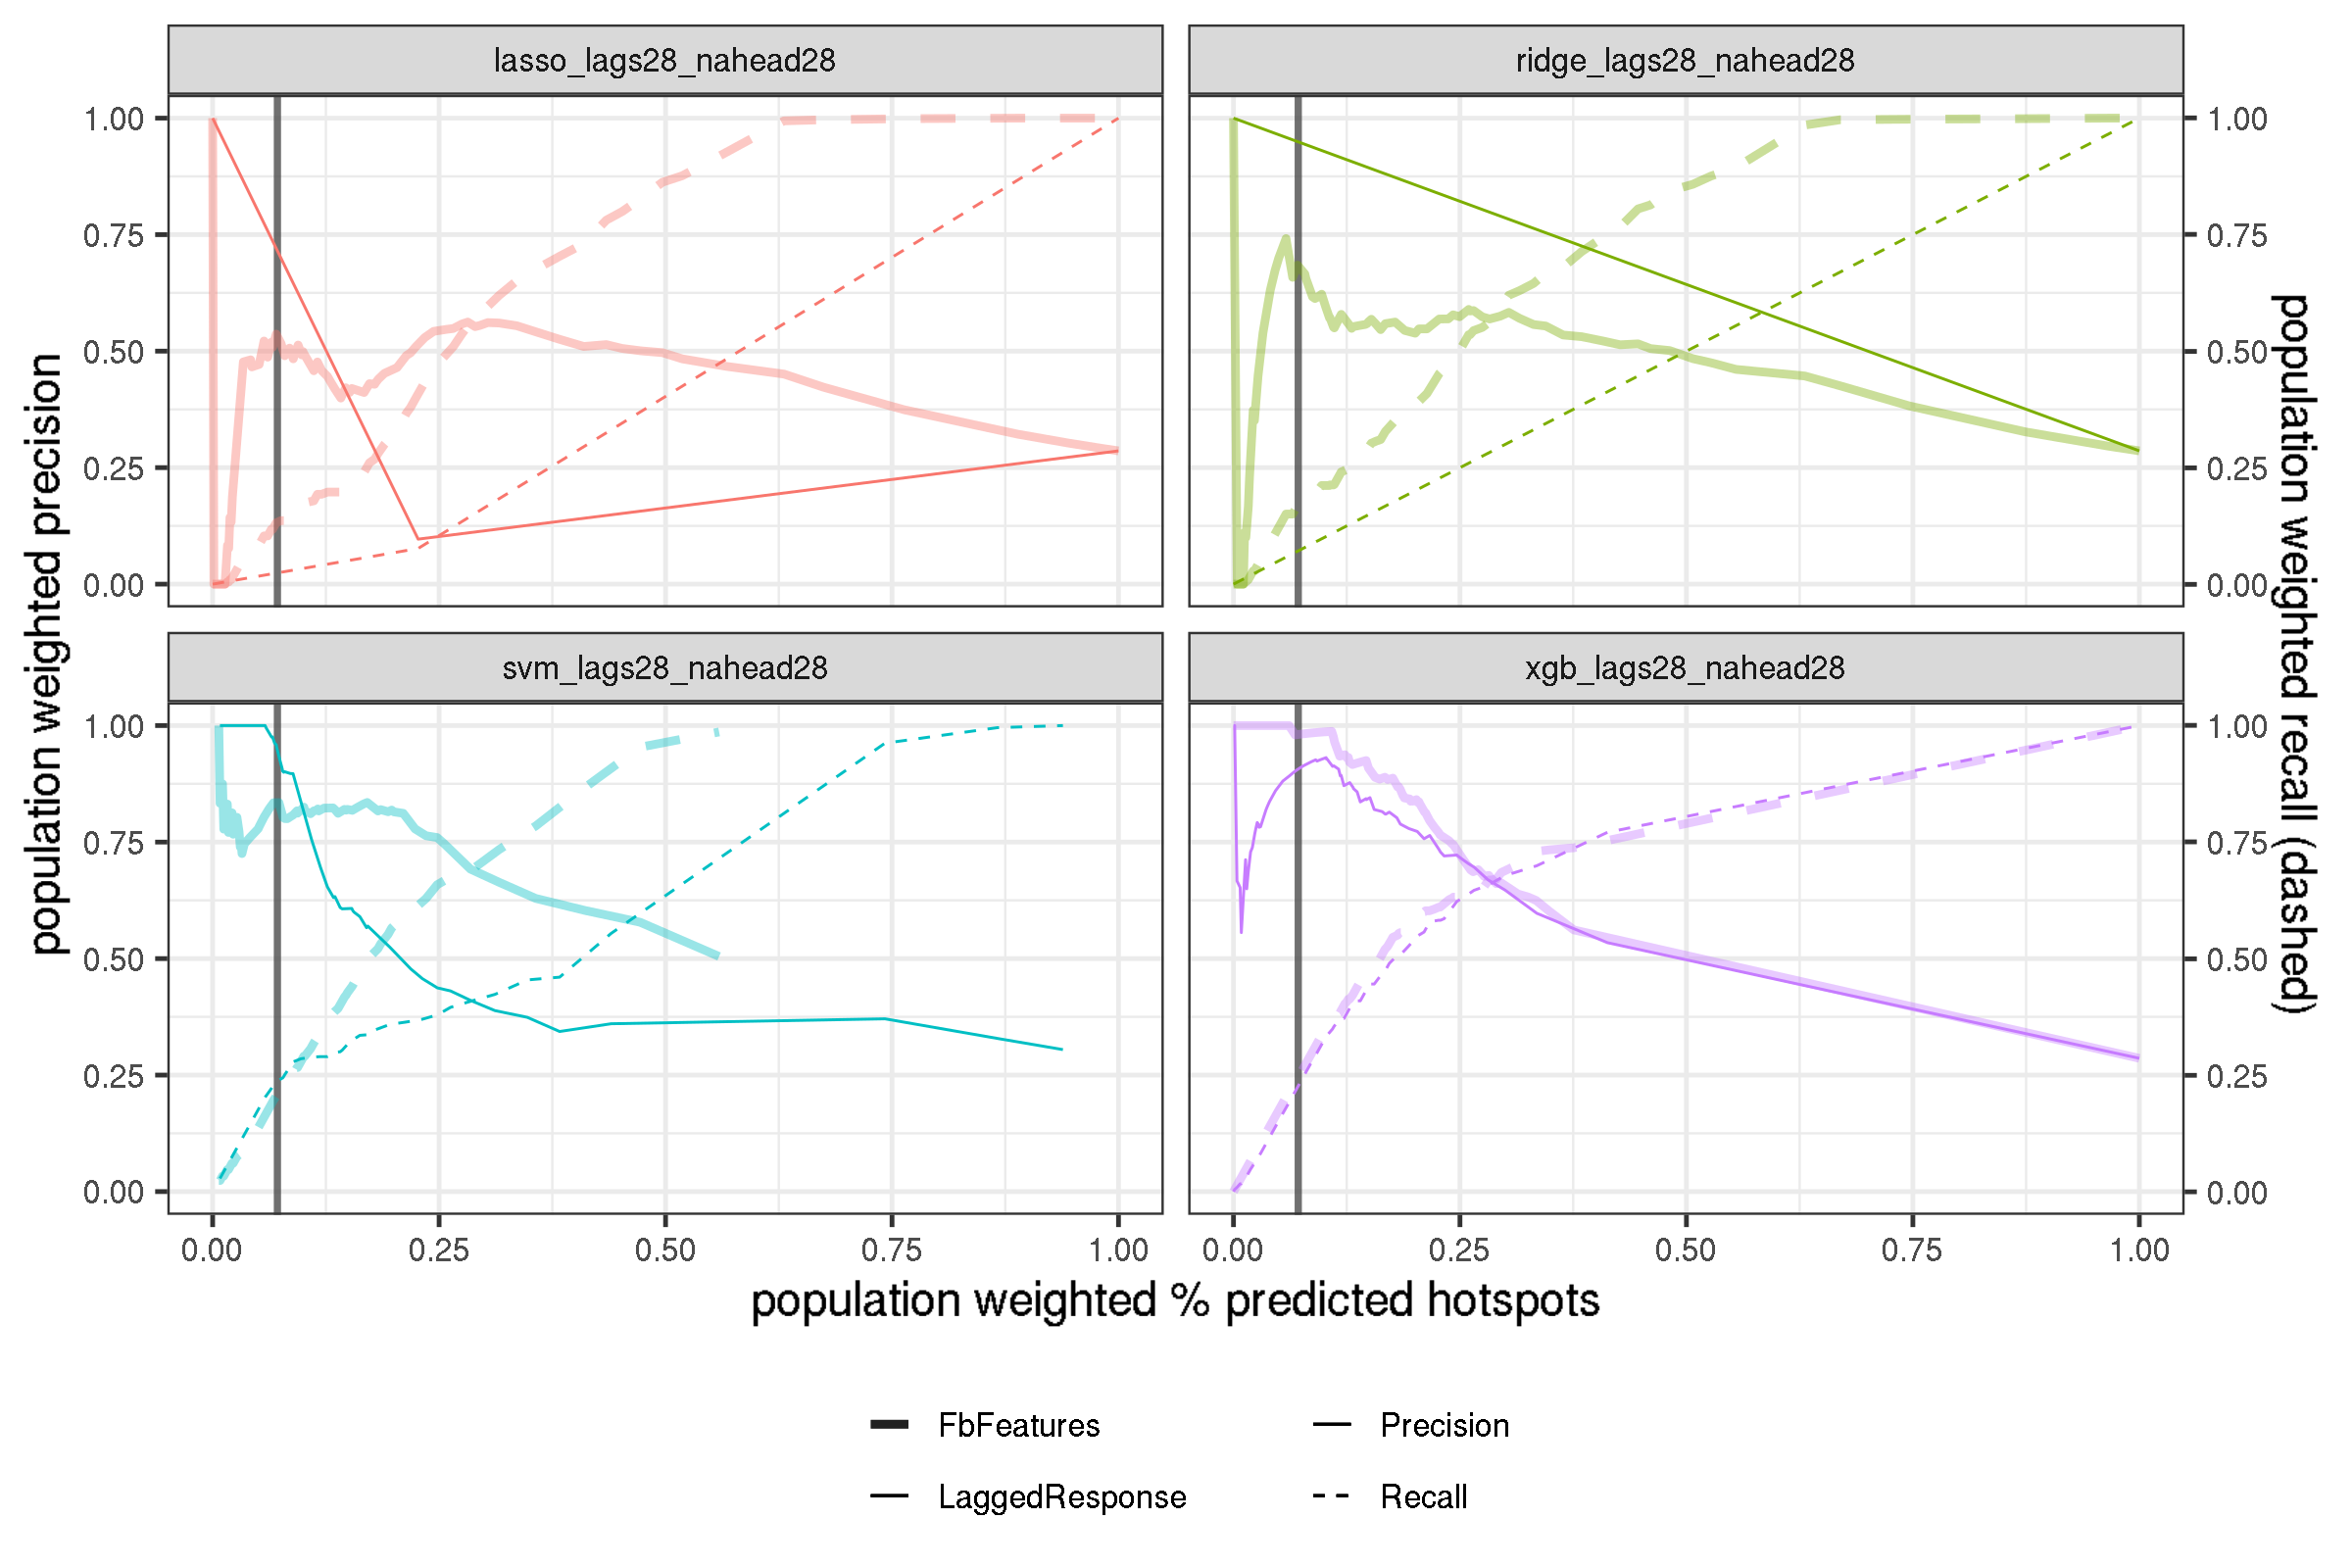 lasso_lags28_nahead28
ridge_lags28_nahead28
1.00
0.75
0.50
0.25
0.00
1.00
0.75
0.50
0.25
0.00
svm_lags28_nahead28
xgb_lags28_nahead28
1.00
0.75
0.50
0.25
0.00
1.00
0.75
0.50
0.25
0.00
0.00 0.25 0.50 0.75 1.00
0.00 0.25 0.50 0.75 1.00
population weighted precision
population weighted recall (dashed)
population weighted % predicted hotspots
FbFeatures
Precision
LaggedResponse
Recall